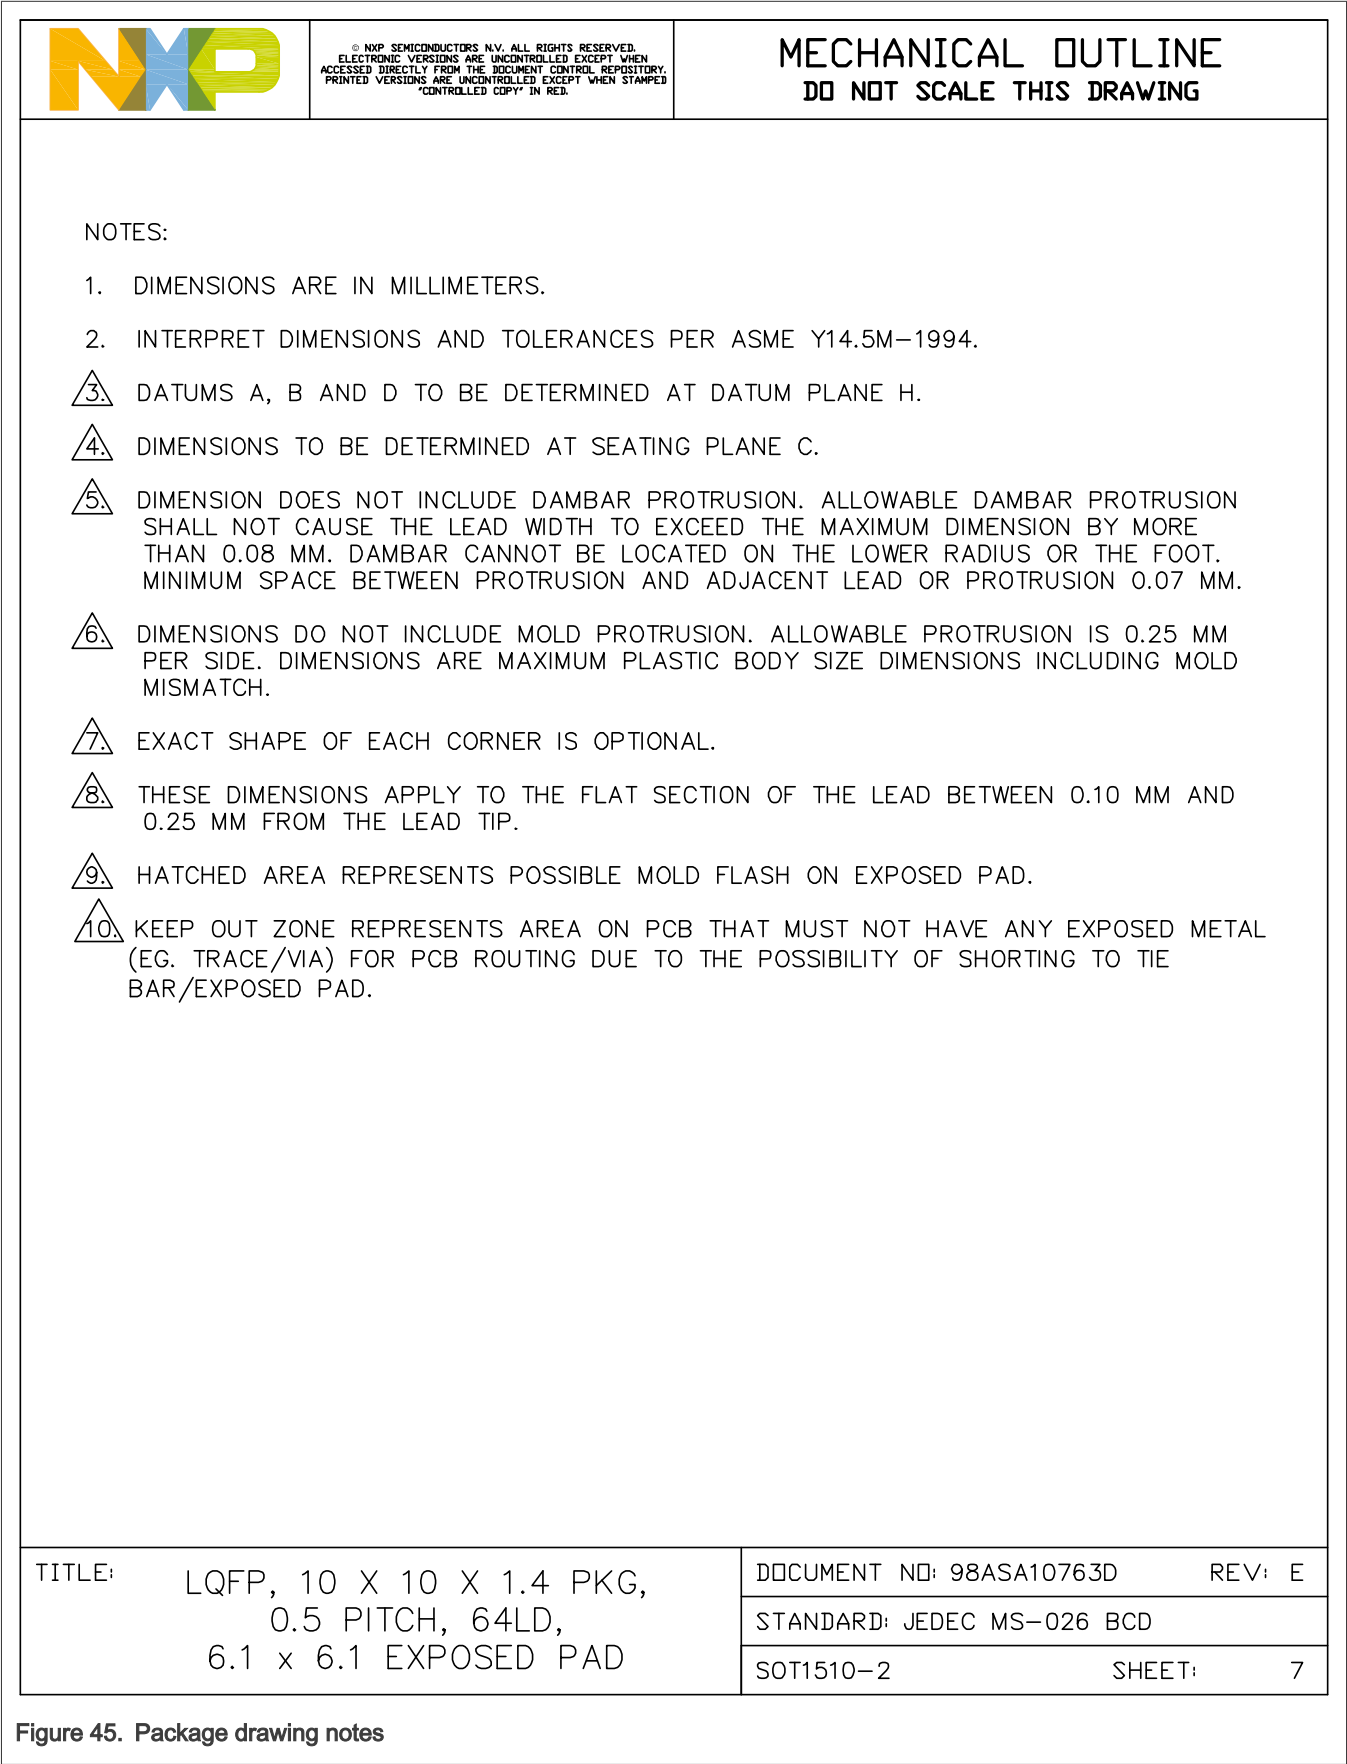 NXP
© NXP SEMICONDUCTORS N.V. ALL RIGHTS RESERVED.
ELECTRONIC VERSIONS ARE UNCONTROLLED EXCEPT WHEN
ACCESSED DIRECTLY FROM THE DOCUMENT CONTROL REPOSITORY.
PRINTED VERSIONS ARE UNCONTROLLED EXCEPT WHEN STAMPED
"CONTROLLED COPY" IN RED.
MECHANICAL OUTLINE
DO NOT SCALE THIS DRAWING
NOTES:
1. DIMENSIONS ARE IN MILLIMETERS.
2. INTERPRET DIMENSIONS AND TOLERANCES PER ASME Y14.5M-1994.
3. DATUMS A, B AND D TO BE DETERMINED AT DATUM PLANE H.
4. DIMENSIONS TO BE DETERMINED AT SEATING PLANE C.
5. DIMENSION DOES NOT INCLUDE DAMBAR PROTRUSION. ALLOWABLE DAMBAR PROTRUSION
SHALL NOT CAUSE THE LEAD WIDTH TO EXCEED THE MAXIMUM DIMENSION BY MORE
THAN 0.08 MM. DAMBAR CANNOT BE LOCATED ON THE LOWER RADIUS OR THE FOOT.
MINIMUM SPACE BETWEEN PROTRUSION AND ADJACENT LEAD OR PROTRUSION 0.07 MM.
6. DIMENSIONS DO NOT INCLUDE MOLD PROTRUSION. ALLOWABLE PROTRUSION IS 0.25 MM
PER SIDE. DIMENSIONS ARE MAXIMUM PLASTIC BODY SIZE DIMENSIONS INCLUDING MOLD
MISMATCH.
7. EXACT SHAPE OF EACH CORNER IS OPTIONAL.
8. THESE DIMENSIONS APPLY TO THE FLAT SECTION OF THE LEAD BETWEEN 0.10 MM AND
0.25 MM FROM THE LEAD TIP.
9. HATCHED AREA REPRESENTS POSSIBLE MOLD FLASH ON EXPOSED PAD.
10. KEEP OUT ZONE REPRESENTS AREA ON PCB THAT MUST NOT HAVE ANY EXPOSED METAL
(EG. TRACE/VIA) FOR PCB ROUTING DUE TO THE POSSIBILITY OF SHORTING TO TIE
BAR/EXPOSED PAD.
TITLE:
LQFP, 10 X 10 X 1.4 PKG,
0.5 PITCH, 64LD,
6.1 x 6.1 EXPOSED PAD
DOCUMENT NO: 98ASA10763D REV: E
STANDARD: JEDEC MS-026 BCD
SOT1510-2 SHEET: 7
Figure 45. Package drawing notes